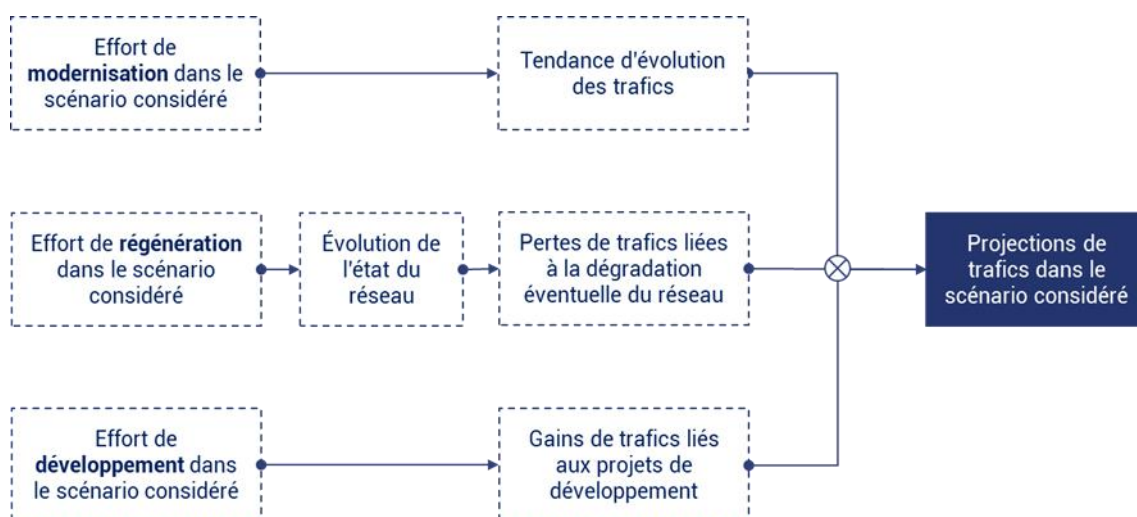 Effort de
modernisation dans le
scénario considéré
Tendance d'évolution
des trafics
Effort de régénération
dans le scénario
considéré
Évolution de
l'état du
réseau
Pertes de trafics liées
à la dégradation
éventuelle du réseau
Projections de
trafics dans le
scénario considéré
Effort de
développement dans
le scénario considéré
Gains de trafics liés
aux projets de
développement